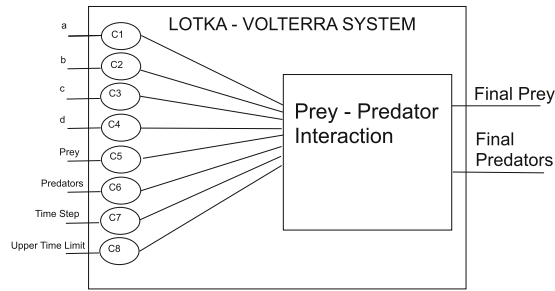 LOTKA - VOLTERRA SYSTEM
a
C1
b
C2
c
C3
d
C4
Prey
C5
Predators
C6
Time Step
C7
Upper Time Limit
C8
Prey - Predator
Interaction
Final Prey
Final
Predators